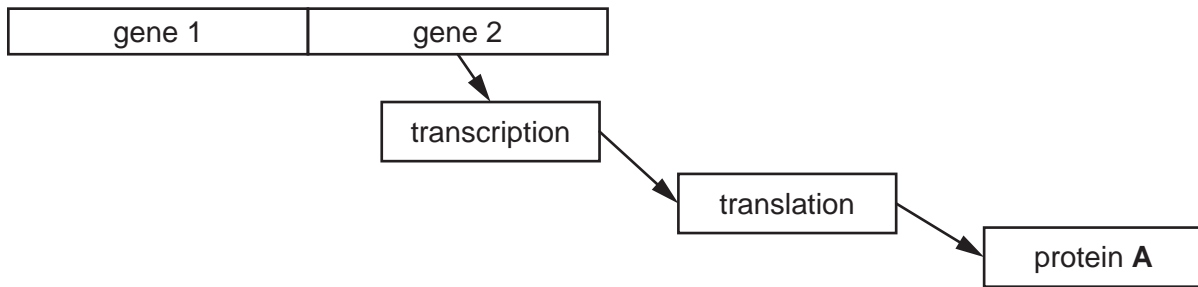 gene 1 gene 2
transcription
translation
protein A